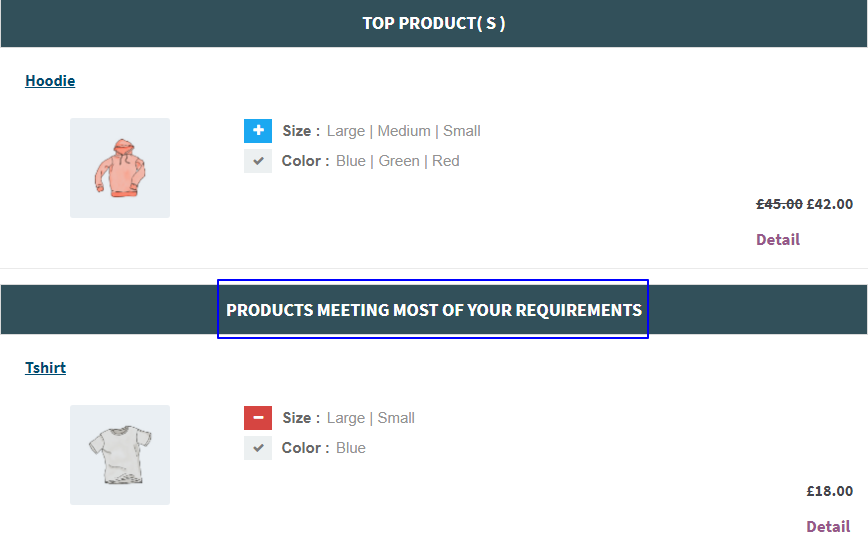 TOP PRODUCT( S )
Hoodie
Size : Large | Medium | Small
Color : Blue | Green | Red
£45.00 £42.00
Detail
PRODUCTS MEETING MOST OF YOUR REQUIREMENTS
Tshirt
Size : Large | Small
Color : Blue
£18.00
Detail